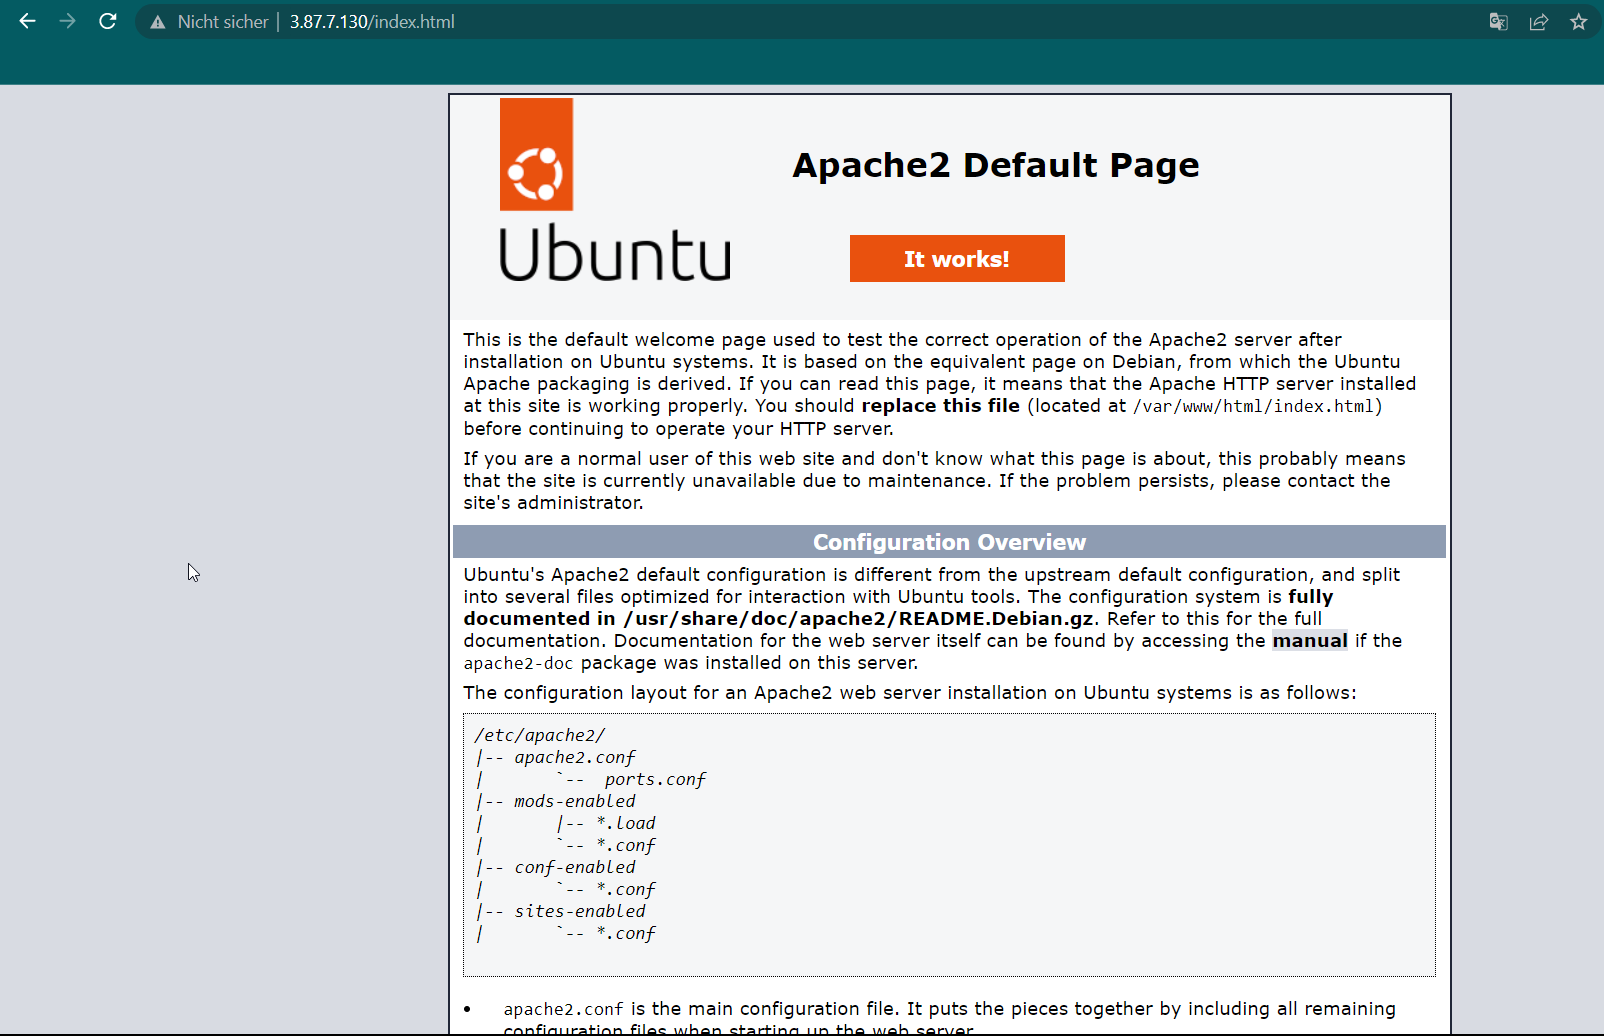 Nicht sicher | 3.87.7.130/index.html
Apache2 Default Page
Ubuntu
It works!
This is the default welcome page used to test the correct operation of the Apache2 server after
installation on Ubuntu systems. It is based on the equivalent page on Debian, from which the Ubuntu
Apache packaging is derived. If you can read this page, it means that the Apache HTTP server installed
at this site is working properly. You should replace this file (located at /var/www/html/index.html)
before continuing to operate your HTTP server.
If you are a normal user of this web site and don't know what this page is about, this probably means
that the site is currently unavailable due to maintenance. If the problem persists, please contact the
site's administrator.
Configuration Overview
Ubuntu's Apache2 default configuration is different from the upstream default configuration, and split
into several files optimized for interaction with Ubuntu tools. The configuration system is fully
documented in /usr/share/doc/apache2/README.Debian.gz. Refer to this for the full
documentation. Documentation for the web server itself can be found by accessing the manual if the
apache2-doc package was installed on this server.
The configuration layout for an Apache2 web server installation on Ubuntu systems is as follows:
/etc/apache2/
|-- apache2.conf
|       `--  ports.conf
|-- mods-enabled
|       |-- *.load
|       `-- *.conf
|-- conf-enabled
|       `-- *.conf
|-- sites-enabled
|       `-- *.conf
• apache2.conf is the main configuration file. It puts the pieces together by including all remaining
configuration files when starting up the web server.